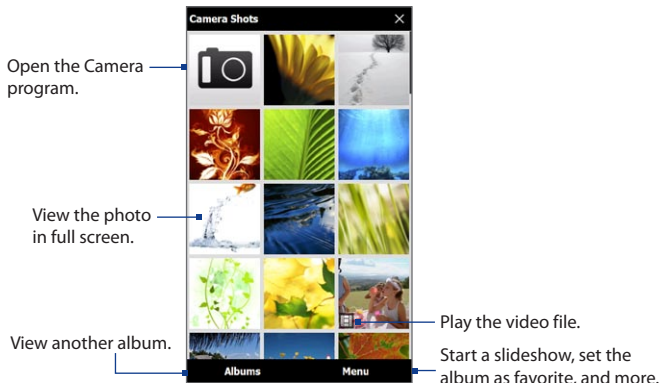 Camera Shots
Open the Camera
program.
View the photo
in full screen.
Play the video file.
View another album.
Start a slideshow, set the
album as favorite, and more.
Albums
Menu